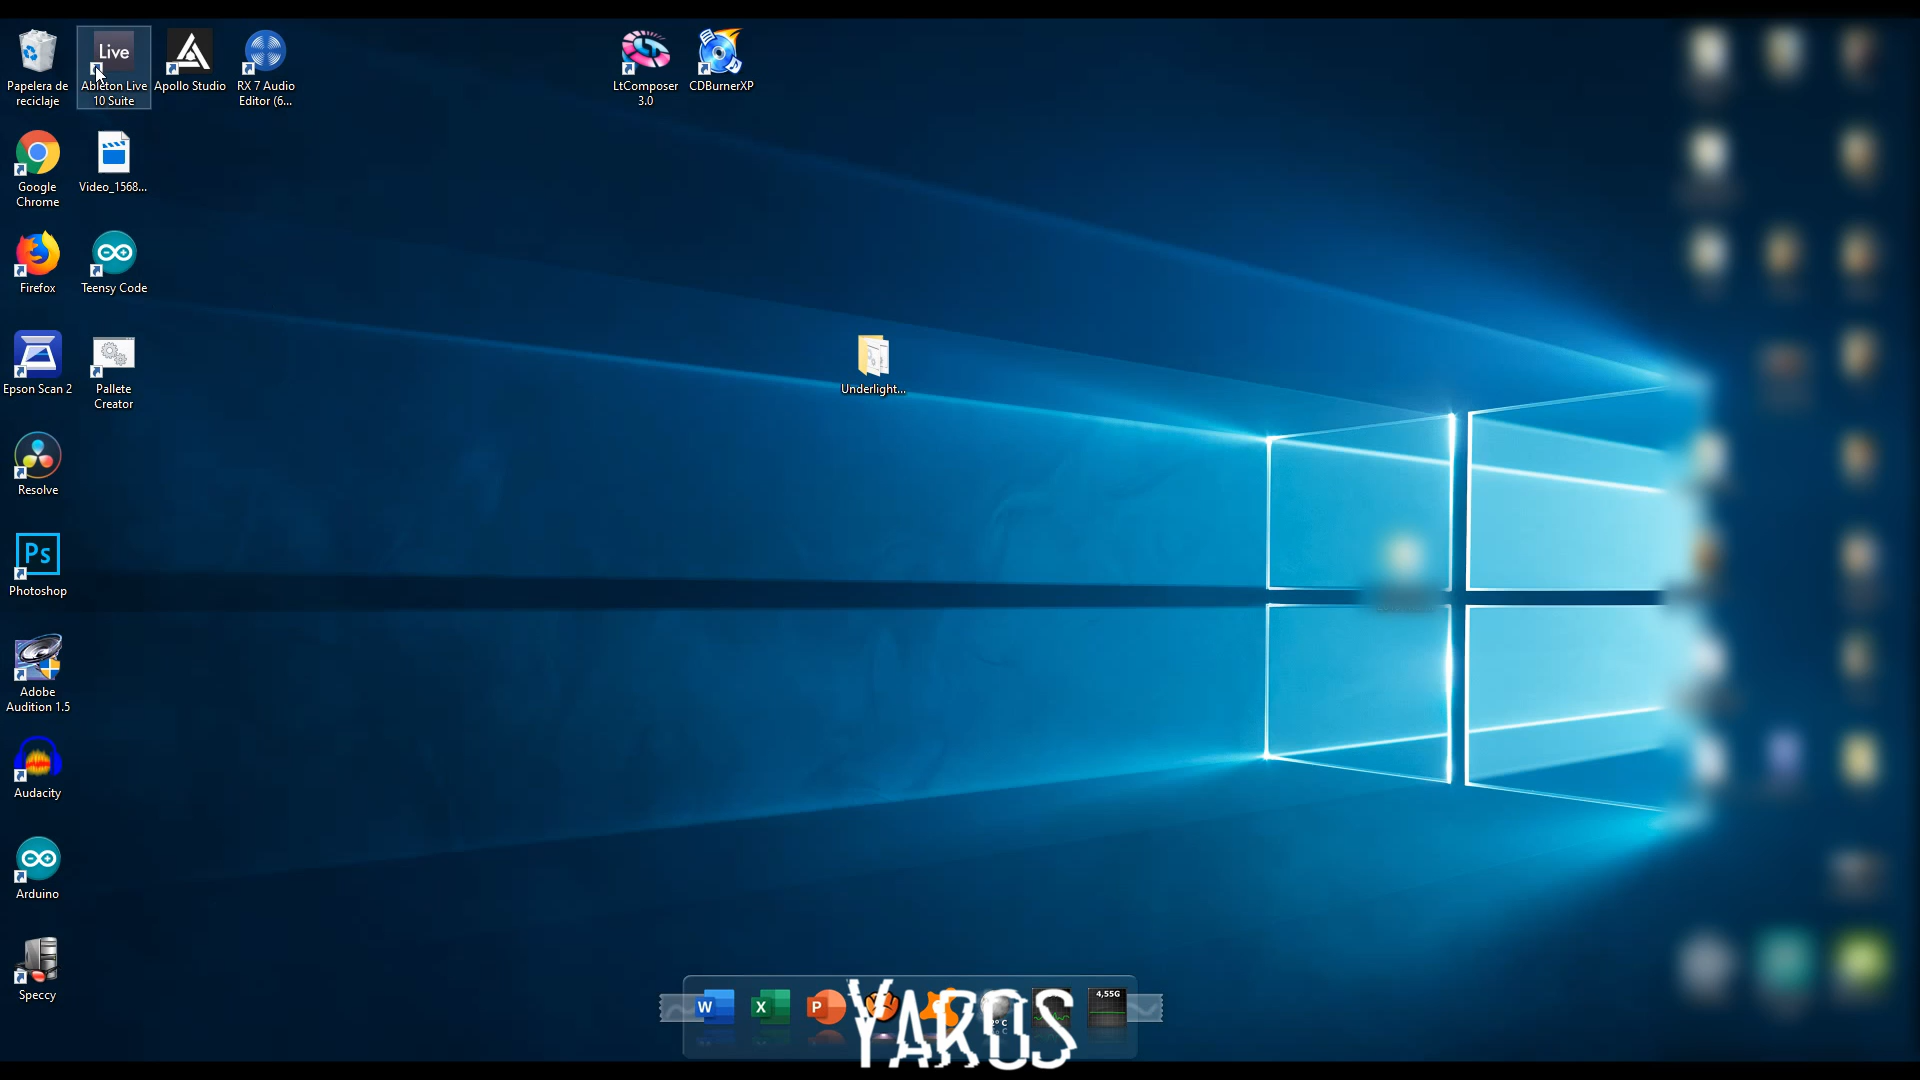 Live
Papelera de
reciclaje
Ableton Live
10 Suite
Apollo Studio
RX 7 Audio
Editor (6...
LtComposer
3.0
CDBurnerXP
Google
Chrome
Video_1568...
Firefox
Teensy Code
Epson Scan 2
Pallete
Creator
Underlight...
Resolve
Ps
Photoshop
Adobe
Audition 1.5
Audacity
Arduino
Speccy
W
X
P
4,55G
YAROS